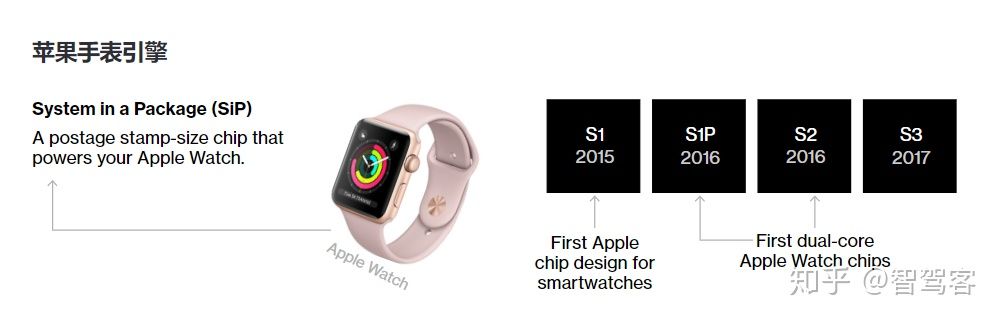 苹果手表引擎
System in a Package (SiP)
A postage stamp-size chip that
powers your Apple Watch.
Apple Watch
S1
2015
S1P
2016
S2
2016
S3
2017
First Apple
chip design for
smartwatches
First dual-core
Apple Watch chips
知乎 @智驾客